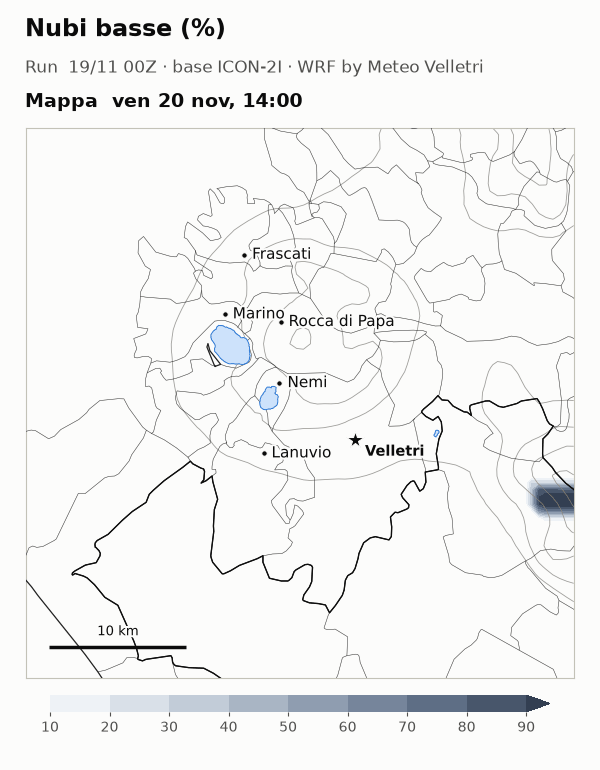 Nubi basse (%)
Run  19/11 00Z · base ICON-2I · WRF by Meteo Velletri
Mappa  ven 20 nov, 14:00
Frascati
Marino
Rocca di Papa
Nemi
Velletri
Lanuvio
10 km
10 20 30 40 50 60 70 80 90